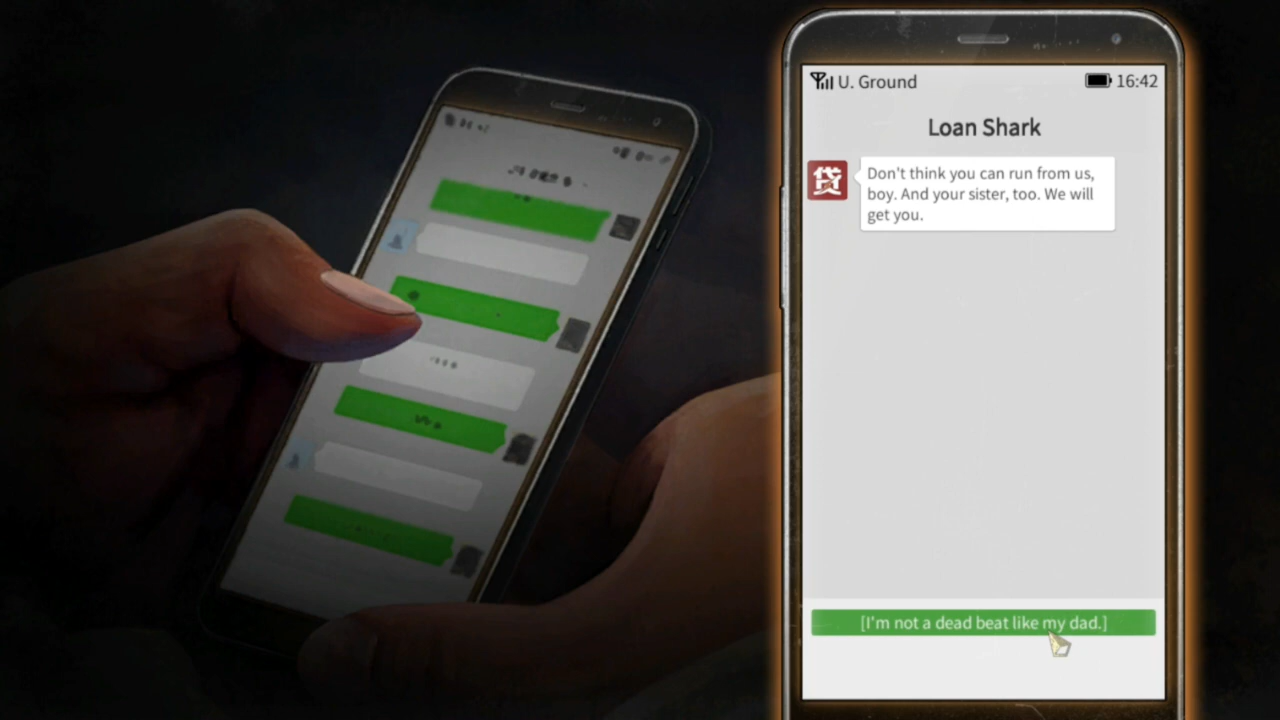 U. Ground
16:42
Loan Shark
贷
Don't think you can run from us,
boy. And your sister, too. We will
get you.
[I'm not a dead beat like my dad.]